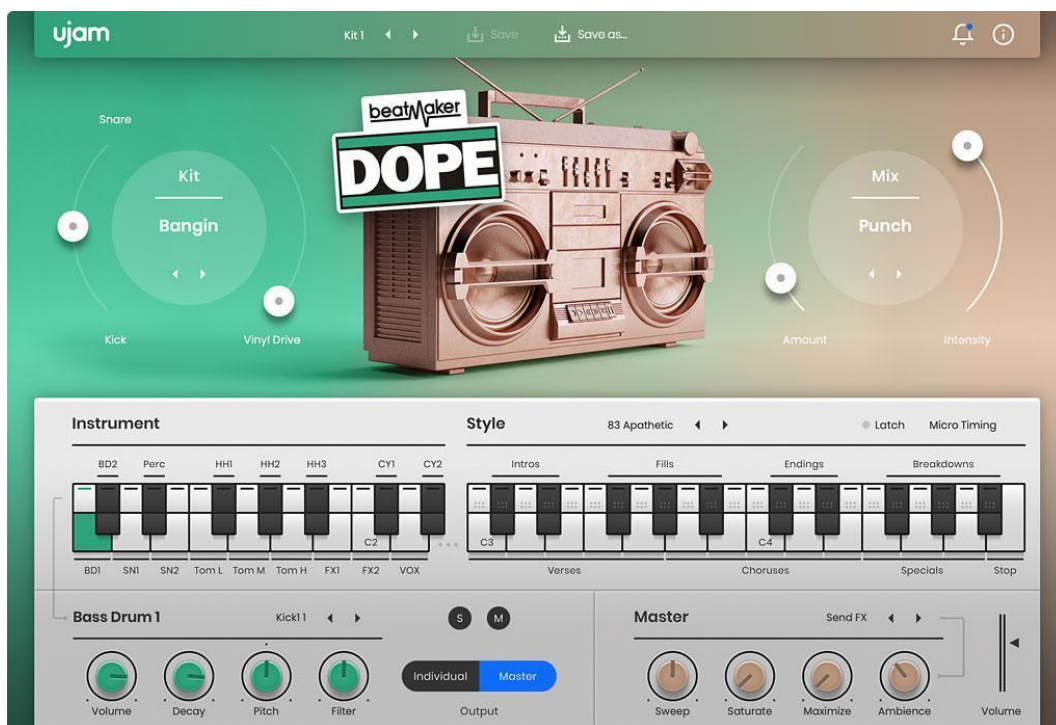 ujam
Kit 1
Save
Save as...
beatMaker
DOPE
Snare
Kit
Bangin
Kick
Vinyl Drive
Mix
Punch
Amount
Intensity
Instrument
Style
83 Apathetic
Latch
Micro Timing
BD2 Perc HH1 HH2 HH3 CY1 CY2
Intros Fills Endings Breakdowns
C2
C3
C4
BD1 SN1 SN2 Tom L Tom M Tom H FX1 FX2 VOX
Verses Choruses Specials Stop
Bass Drum 1
Kick1 1
S M
Master
Send FX
Individual Master
Volume Decay Pitch Filter
Output
Sweep Saturate Maximize Ambience
Volume